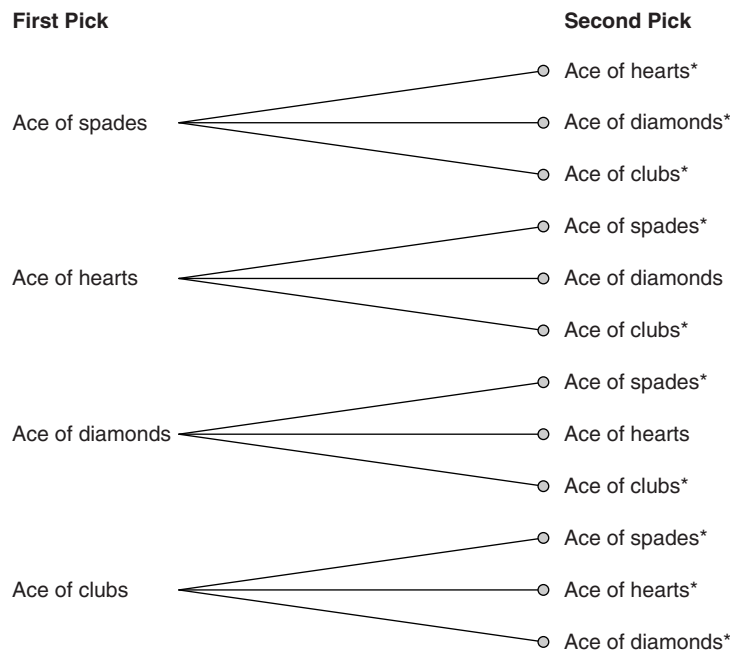 First Pick Second Pick
Ace of hearts*
Ace of spades Ace of diamonds*
Ace of clubs*
Ace of spades*
Ace of hearts Ace of diamonds
Ace of clubs*
Ace of spades*
Ace of diamonds Ace of hearts
Ace of clubs*
Ace of spades*
Ace of clubs Ace of hearts*
Ace of diamonds*